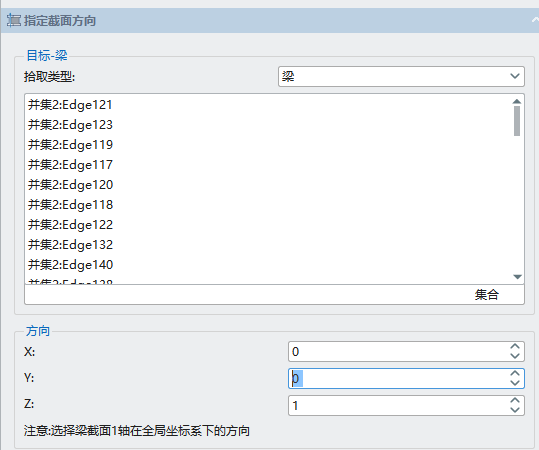 指定截面方向
目标-梁
拾取类型: 梁
并集2:Edge121
并集2:Edge123
并集2:Edge119
并集2:Edge117
并集2:Edge120
并集2:Edge118
并集2:Edge122
并集2:Edge132
并集2:Edge140
并集2:Edge138
集合
方向
X: 0
Y: 0
Z: 1
注意:选择梁截面1轴在全局坐标系下的方向